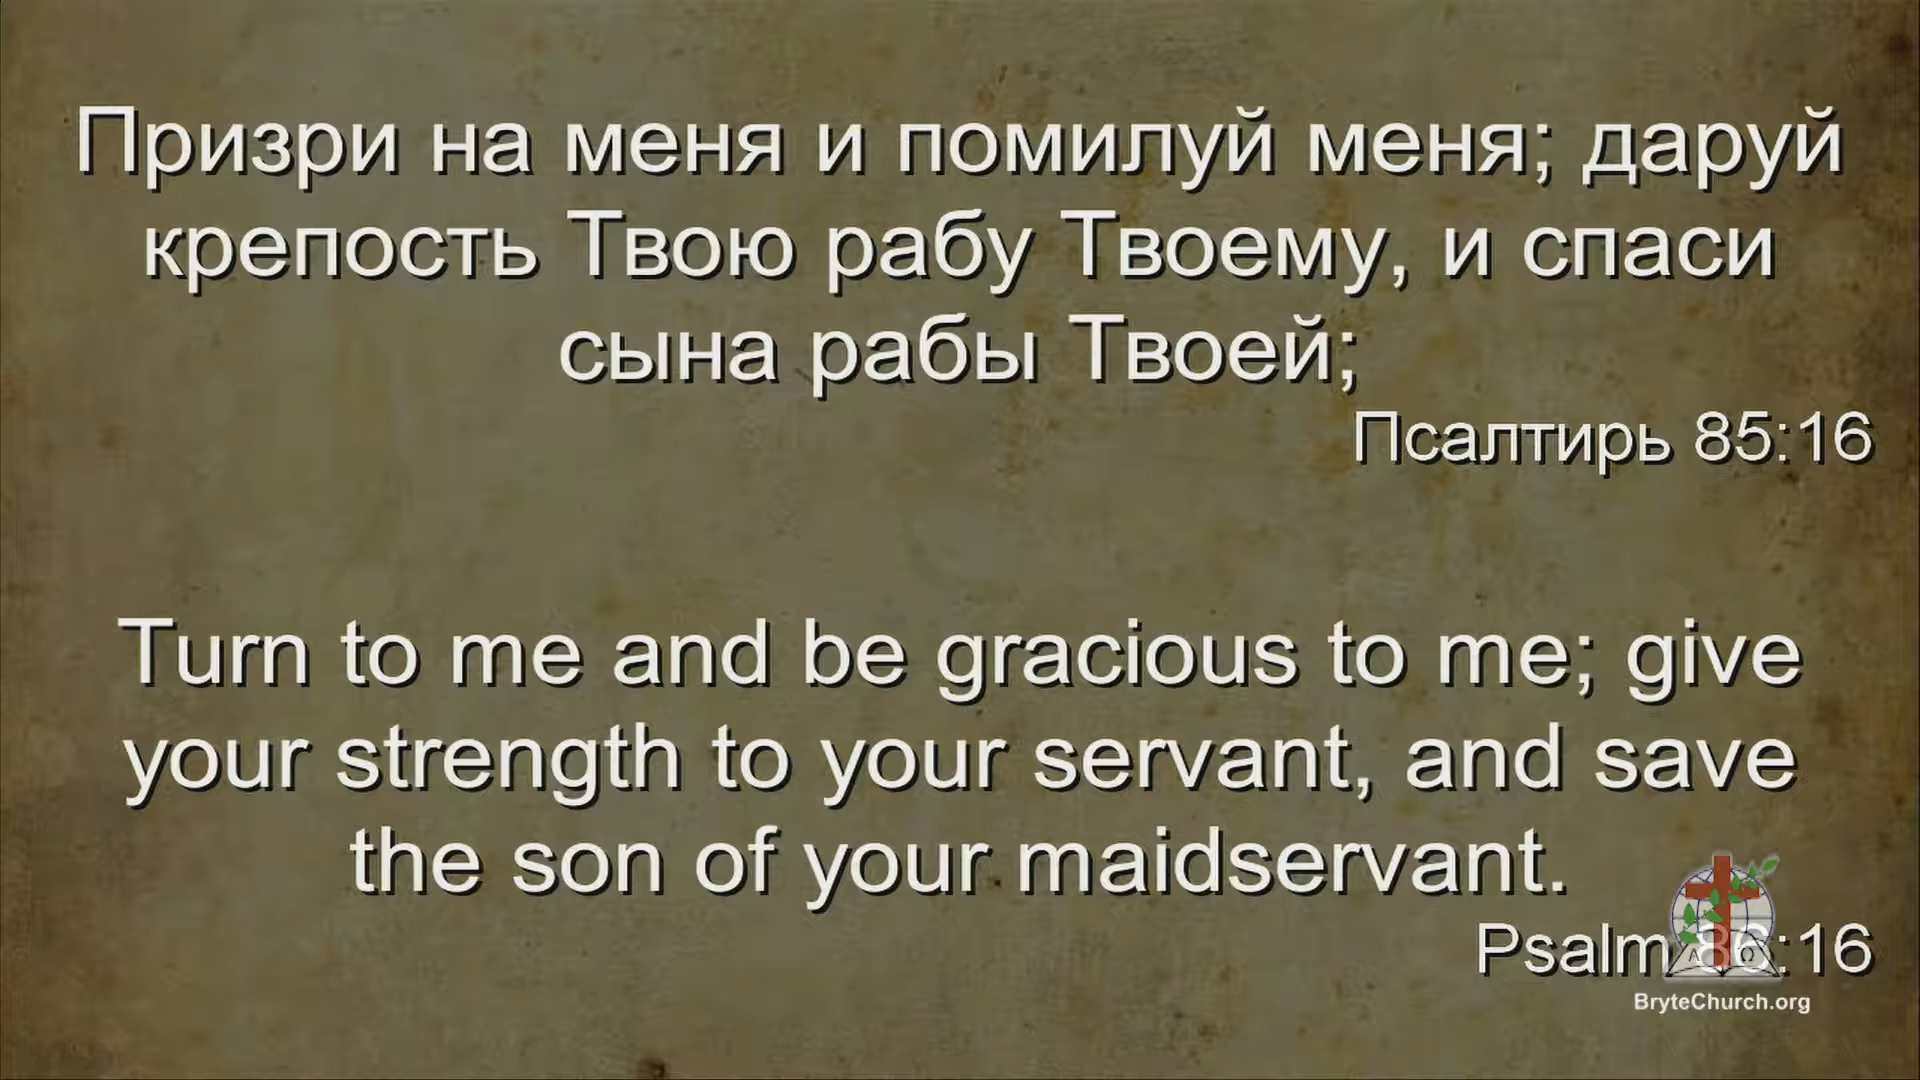 Призри на меня и помилуй меня; даруй
крепость Твою рабу Твоему, и спаси
сына рабы Твоей;
Псалтирь 85:16
Turn to me and be gracious to me; give
your strength to your servant, and save
the son of your maidservant.
Psalm 86:16
Α Ω
BryteChurch.org